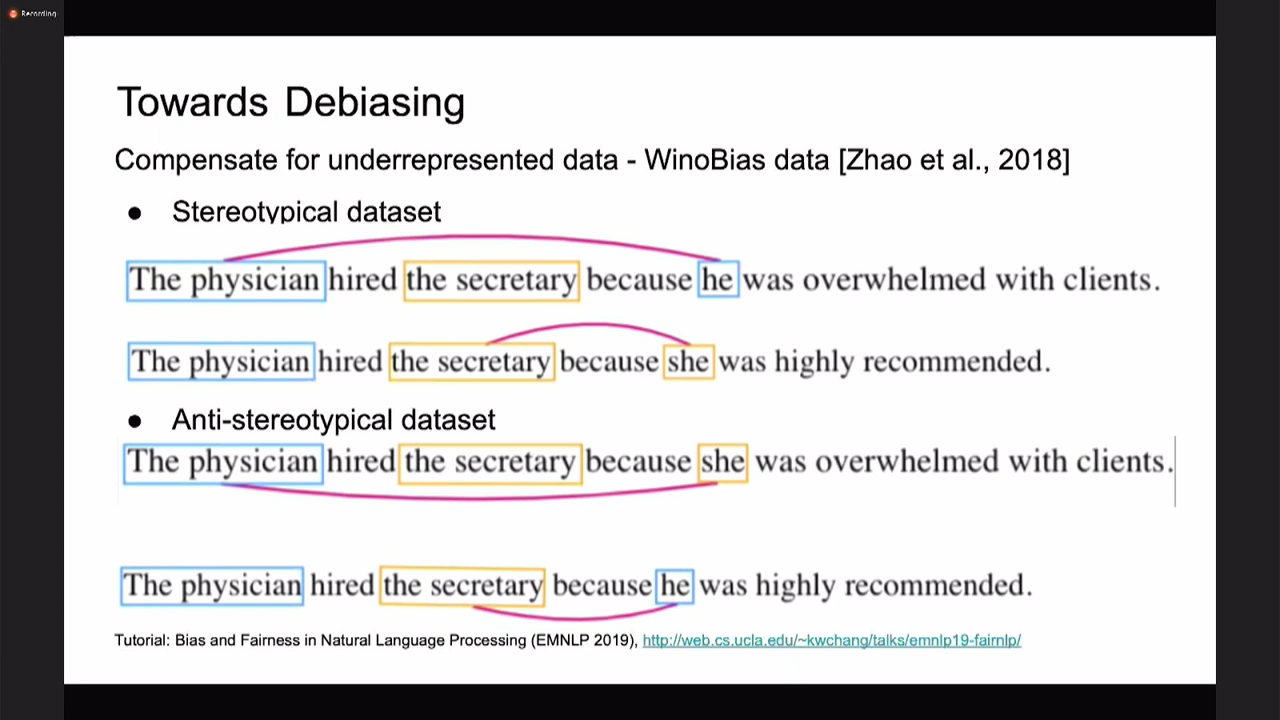 Recording
Towards Debiasing
Compensate for underrepresented data - WinoBias data [Zhao et al., 2018]
● Stereotypical dataset
The physician hired the secretary because he was overwhelmed with clients.
The physician hired the secretary because she was highly recommended.
● Anti-stereotypical dataset
The physician hired the secretary because she was overwhelmed with clients.
The physician hired the secretary because he was highly recommended.
Tutorial: Bias and Fairness in Natural Language Processing (EMNLP 2019), http://web.cs.ucla.edu/~kwchang/talks/emnlp19-fairnlp/